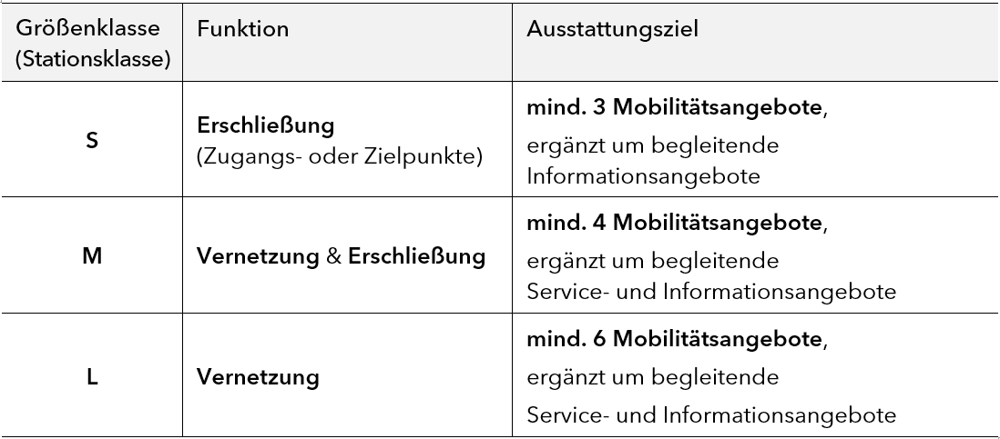 Größenklasse
(Stationsklasse)
Funktion
Ausstattungsziel
S
Erschließung
(Zugangs- oder Zielpunkte)
mind. 3 Mobilitätsangebote,
ergänzt um begleitende
Informationsangebote
M
Vernetzung & Erschließung
mind. 4 Mobilitätsangebote,
ergänzt um begleitende
Service- und Informationsangebote
L
Vernetzung
mind. 6 Mobilitätsangebote,
ergänzt um begleitende
Service- und Informationsangebote